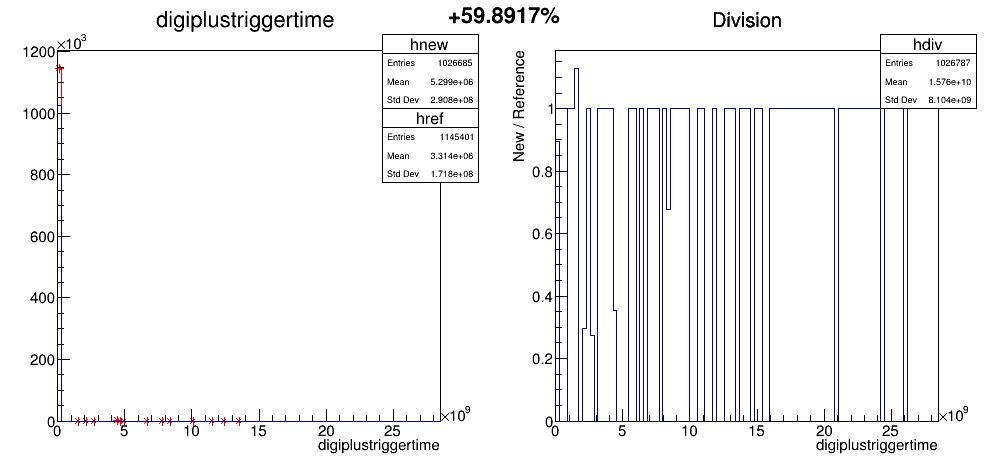 digiplustriggertime
+59.8917%
Division
×10³
hnew
Entries 1026685
Mean 5.299e+06
Std Dev 2.908e+08
href
Entries 1145401
Mean 3.314e+06
Std Dev 1.718e+08
1200
1000
800
600
400
200
0
0 5 10 15 20 25
×10⁹
digiplustriggertime
New / Reference
hdiv
Entries 1026787
Mean 1.576e+10
Std Dev 8.104e+09
1
0.8
0.6
0.4
0.2
0
0 5 10 15 20 25
×10⁹
digiplustriggertime